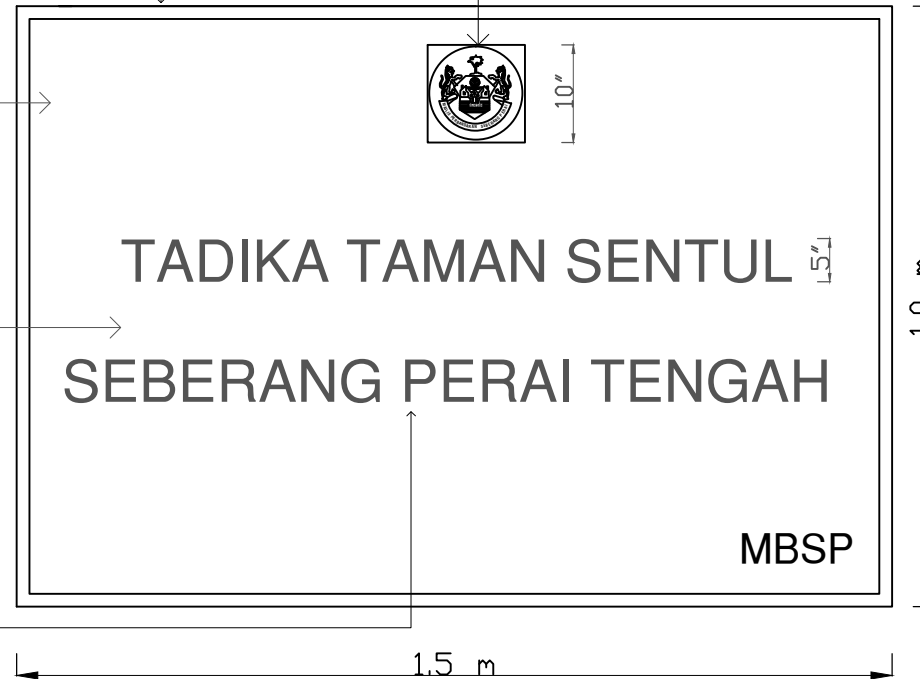 10"
TADIKA TAMAN SENTUL
5"
SEBERANG PERAI TENGAH
MBSP
1.5 m